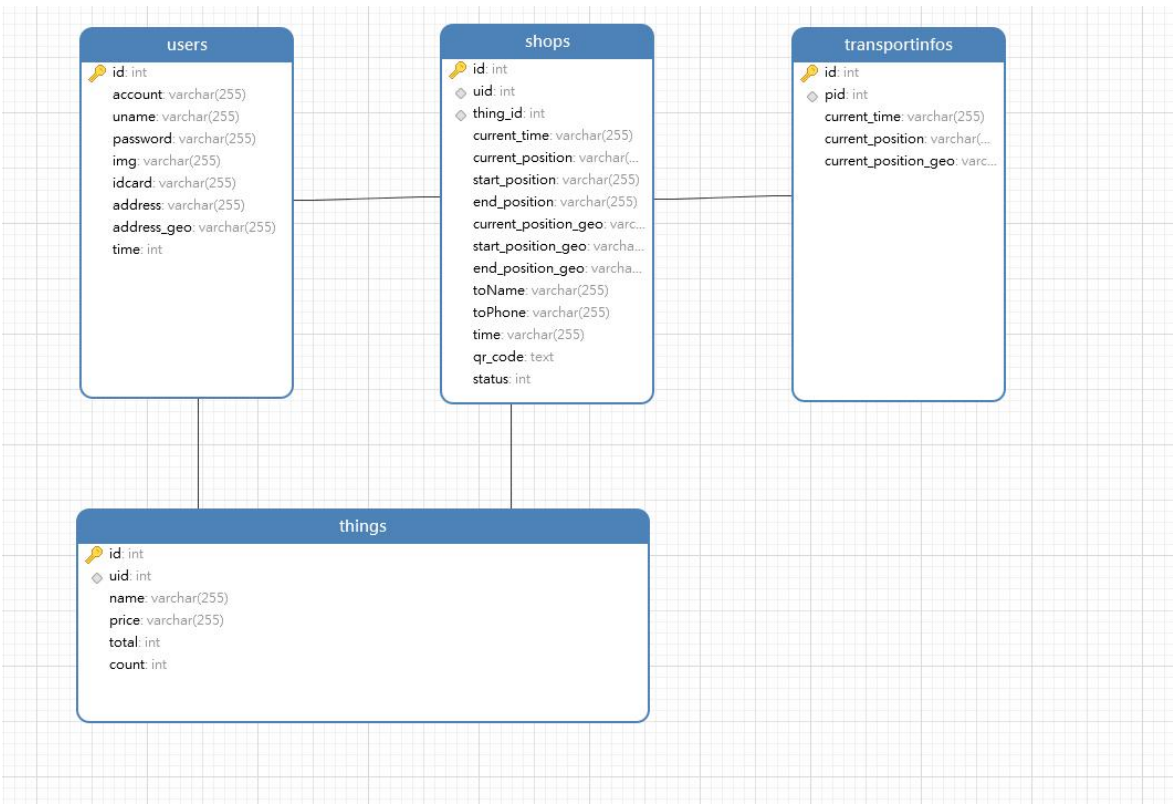 users
id: int
account: varchar(255)
uname: varchar(255)
password: varchar(255)
img: varchar(255)
idcard: varchar(255)
address: varchar(255)
address_geo: varchar(255)
time: int
shops
id: int
uid: int
thing_id: int
current_time: varchar(255)
current_position: varchar(...
start_position: varchar(255)
end_position: varchar(255)
current_position_geo: varc...
start_position_geo: varcha...
end_position_geo: varcha...
toName: varchar(255)
toPhone: varchar(255)
time: varchar(255)
qr_code: text
status: int
transportinfos
id: int
pid: int
current_time: varchar(255)
current_position: varchar(...
current_position_geo: varc...
things
id: int
uid: int
name: varchar(255)
price: varchar(255)
total: int
count: int